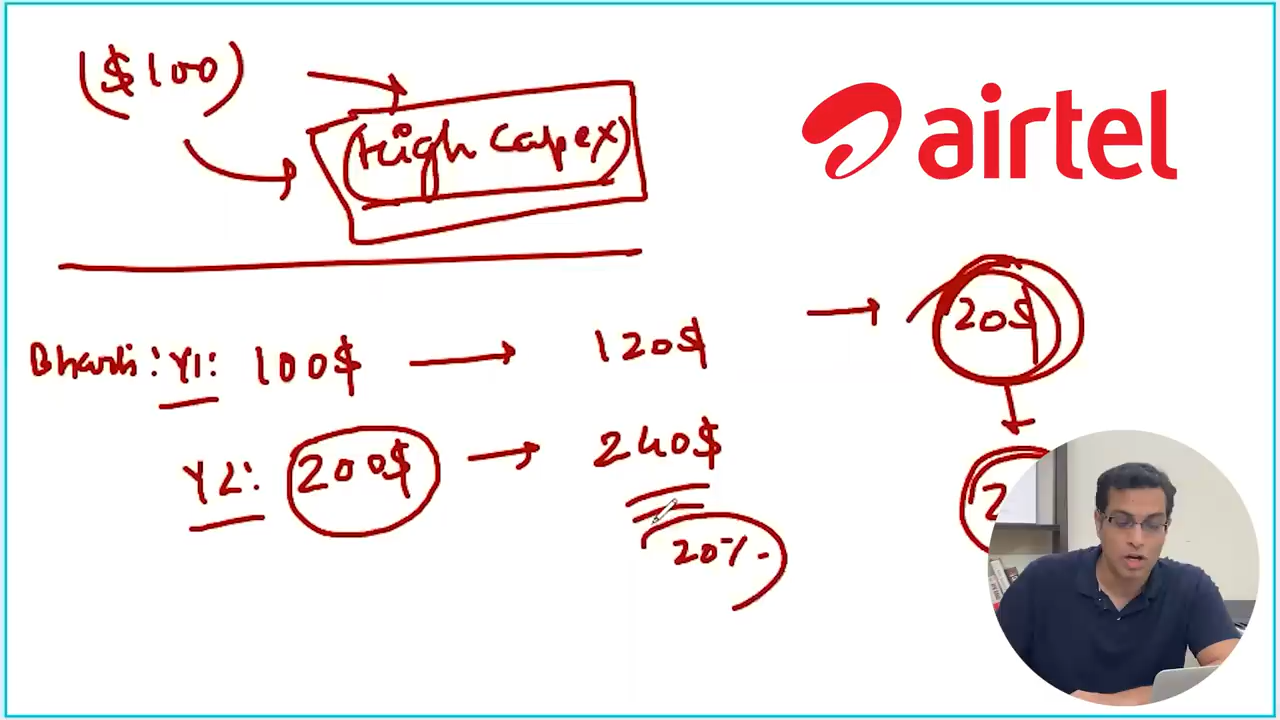 ($100)
High Capex
airtel
Bharti: Y1: 100$ → 120$ → 20$
Y2: 200$ → 240$
20%